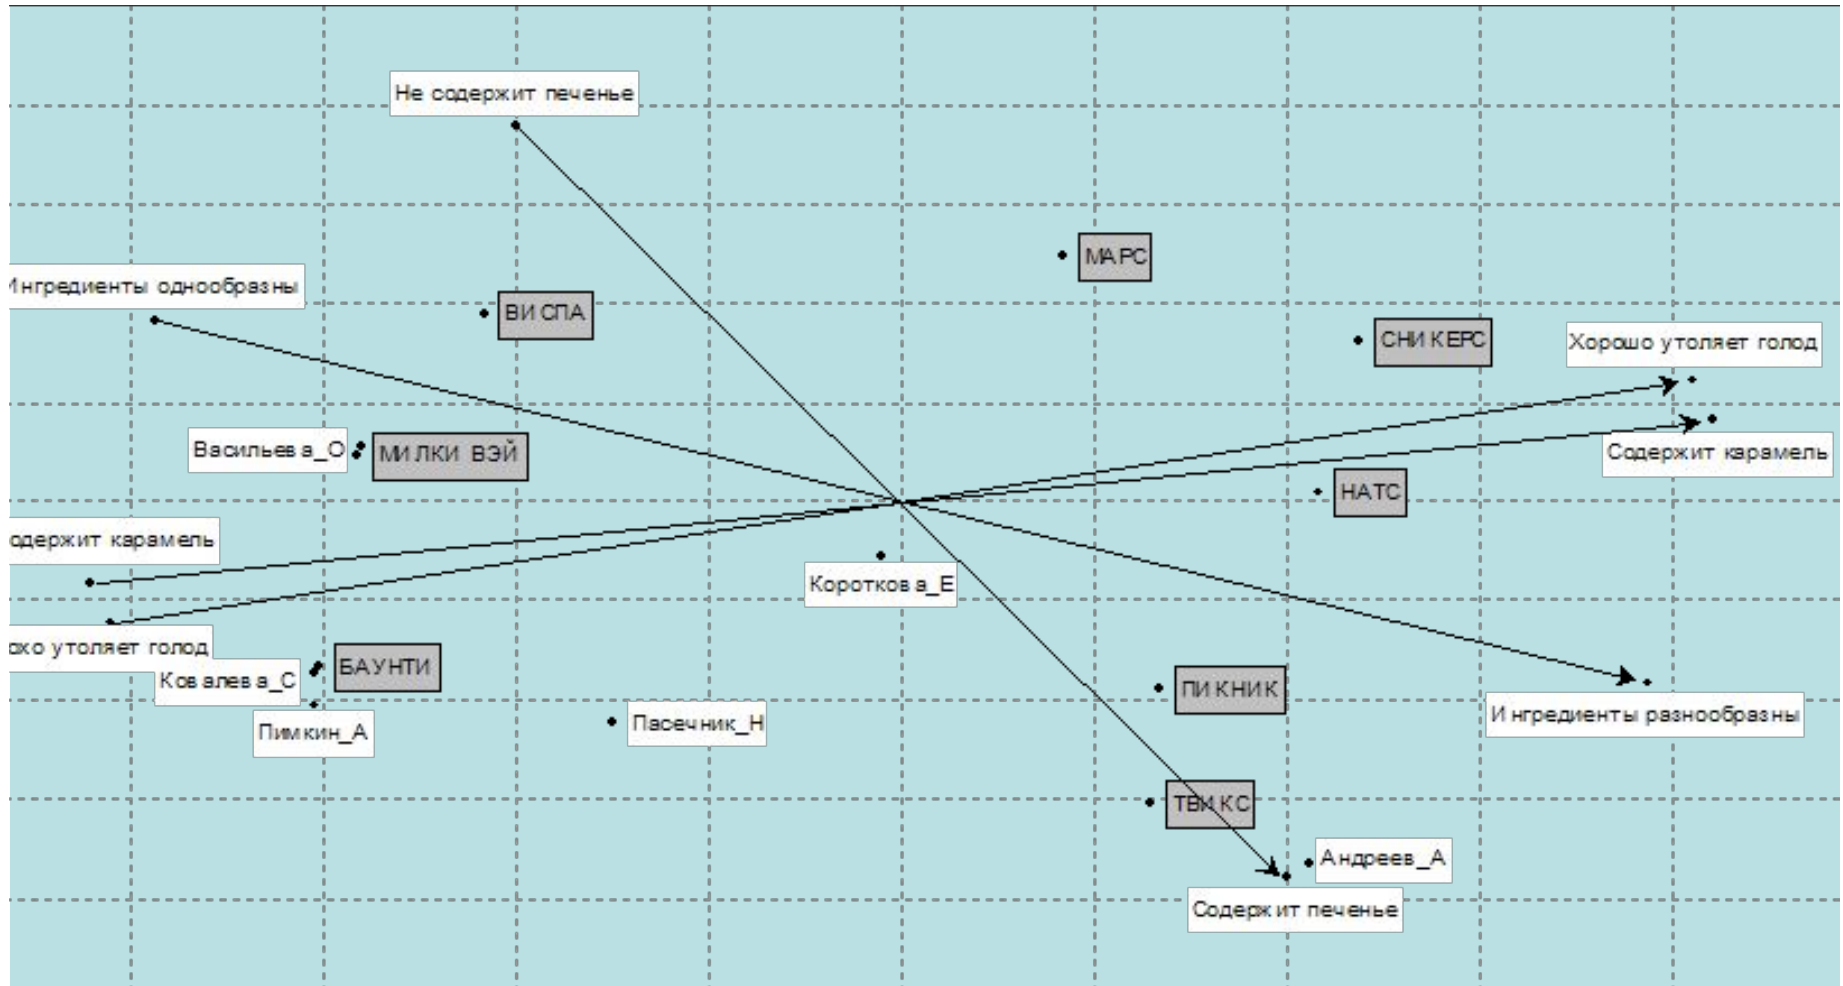 Не содержит печенье
МАРС
Ингредиенты однообразны
ВИСПА
СНИКЕРС
Хорошо утоляет голод
Васильева_О
МИЛКИ ВЭЙ
Содержит карамель
НАТС
одержит карамель
Короткова_Е
охо утоляет голод
БАУНТИ
Ковалева_С
ПИКНИК
Пимкин_А
Пасечник_Н
Ингредиенты разнообразны
ТВИКС
Андреев_А
Содержит печенье